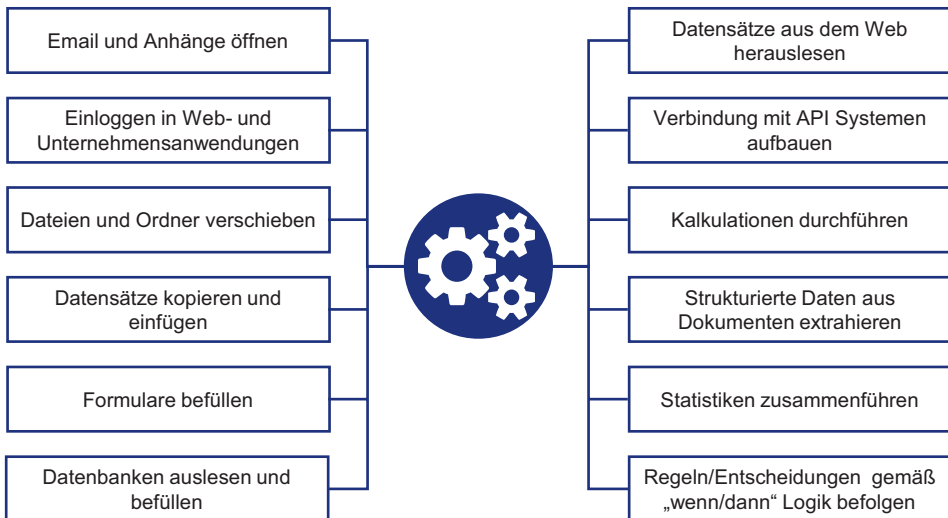 Email und Anhänge öffnen
Einloggen in Web- und
Unternehmensanwendungen
Dateien und Ordner verschieben
Datensätze kopieren und
einfügen
Formulare befüllen
Datenbanken auslesen und
befüllen
Datensätze aus dem Web
herauslesen
Verbindung mit API Systemen
aufbauen
Kalkulationen durchführen
Strukturierte Daten aus
Dokumenten extrahieren
Statistiken zusammenführen
Regeln/Entscheidungen gemäß
„wenn/dann“ Logik befolgen